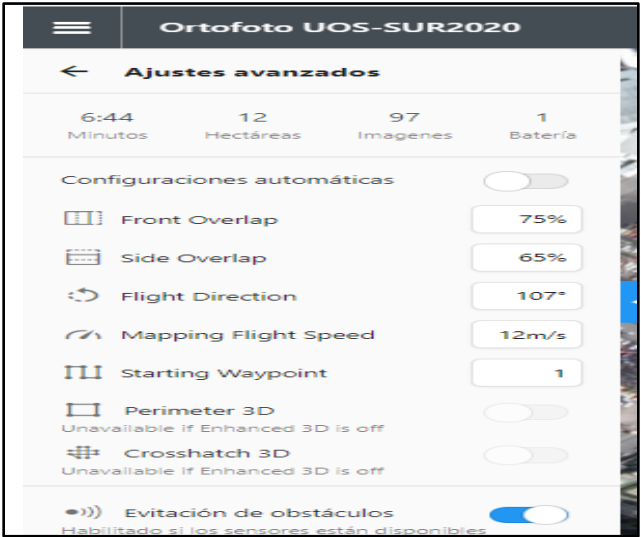 Ortofoto UOS-SUR2020
Ajustes avanzados
6:44 12 97 1
Minutos Hectáreas Imagenes Batería
Configuraciones automáticas
Front Overlap 75%
Side Overlap 65%
Flight Direction 107°
Mapping Flight Speed 12m/s
Starting Waypoint 1
Perimeter 3D
Unavailable if Enhanced 3D is off
Crosshatch 3D
Unavailable if Enhanced 3D is off
Evitación de obstáculos
Habilitado si los sensores están disponibles